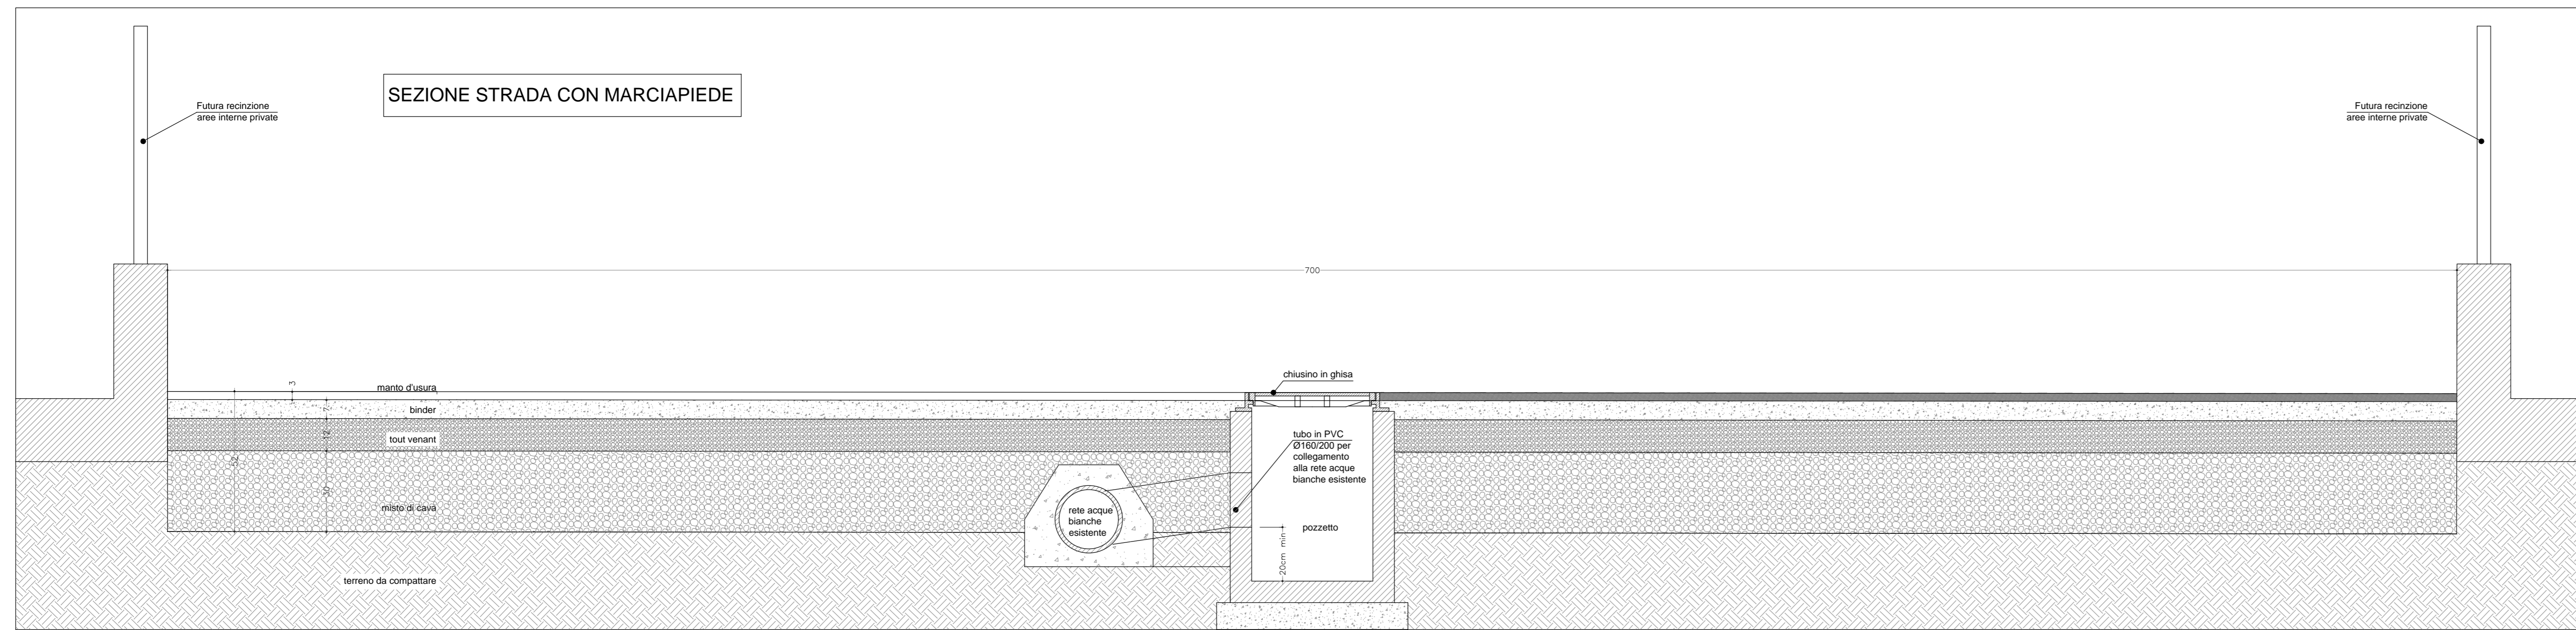 SEZIONE STRADA CON MARCIAPIEDE
Futura recinzione
aree interne private
Futura recinzione
aree interne private
700
chiusino in ghisa
3
manto d'usura
7
binder
12
tout venant
52
30
misto di cava
tubo in PVC
Ø160/200 per
collegamento
alla rete acque
bianche esistente
rete acque
bianche
esistente
pozzetto
20cm min
terreno da compattare